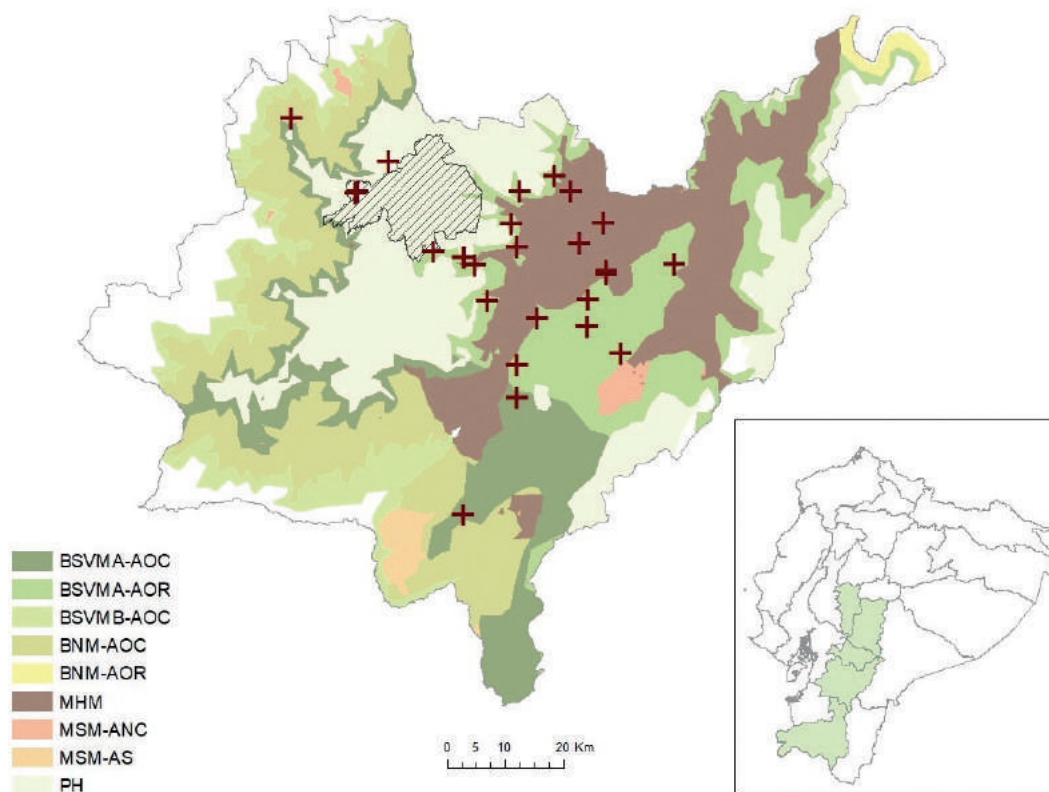 BSVMA-AOC
BSVMA-AOR
BSVMB-AOC
BNM-AOC
BNM-AOR
MHM
MSM-ANC
MSM-AS
PH
0 5 10 20 Km